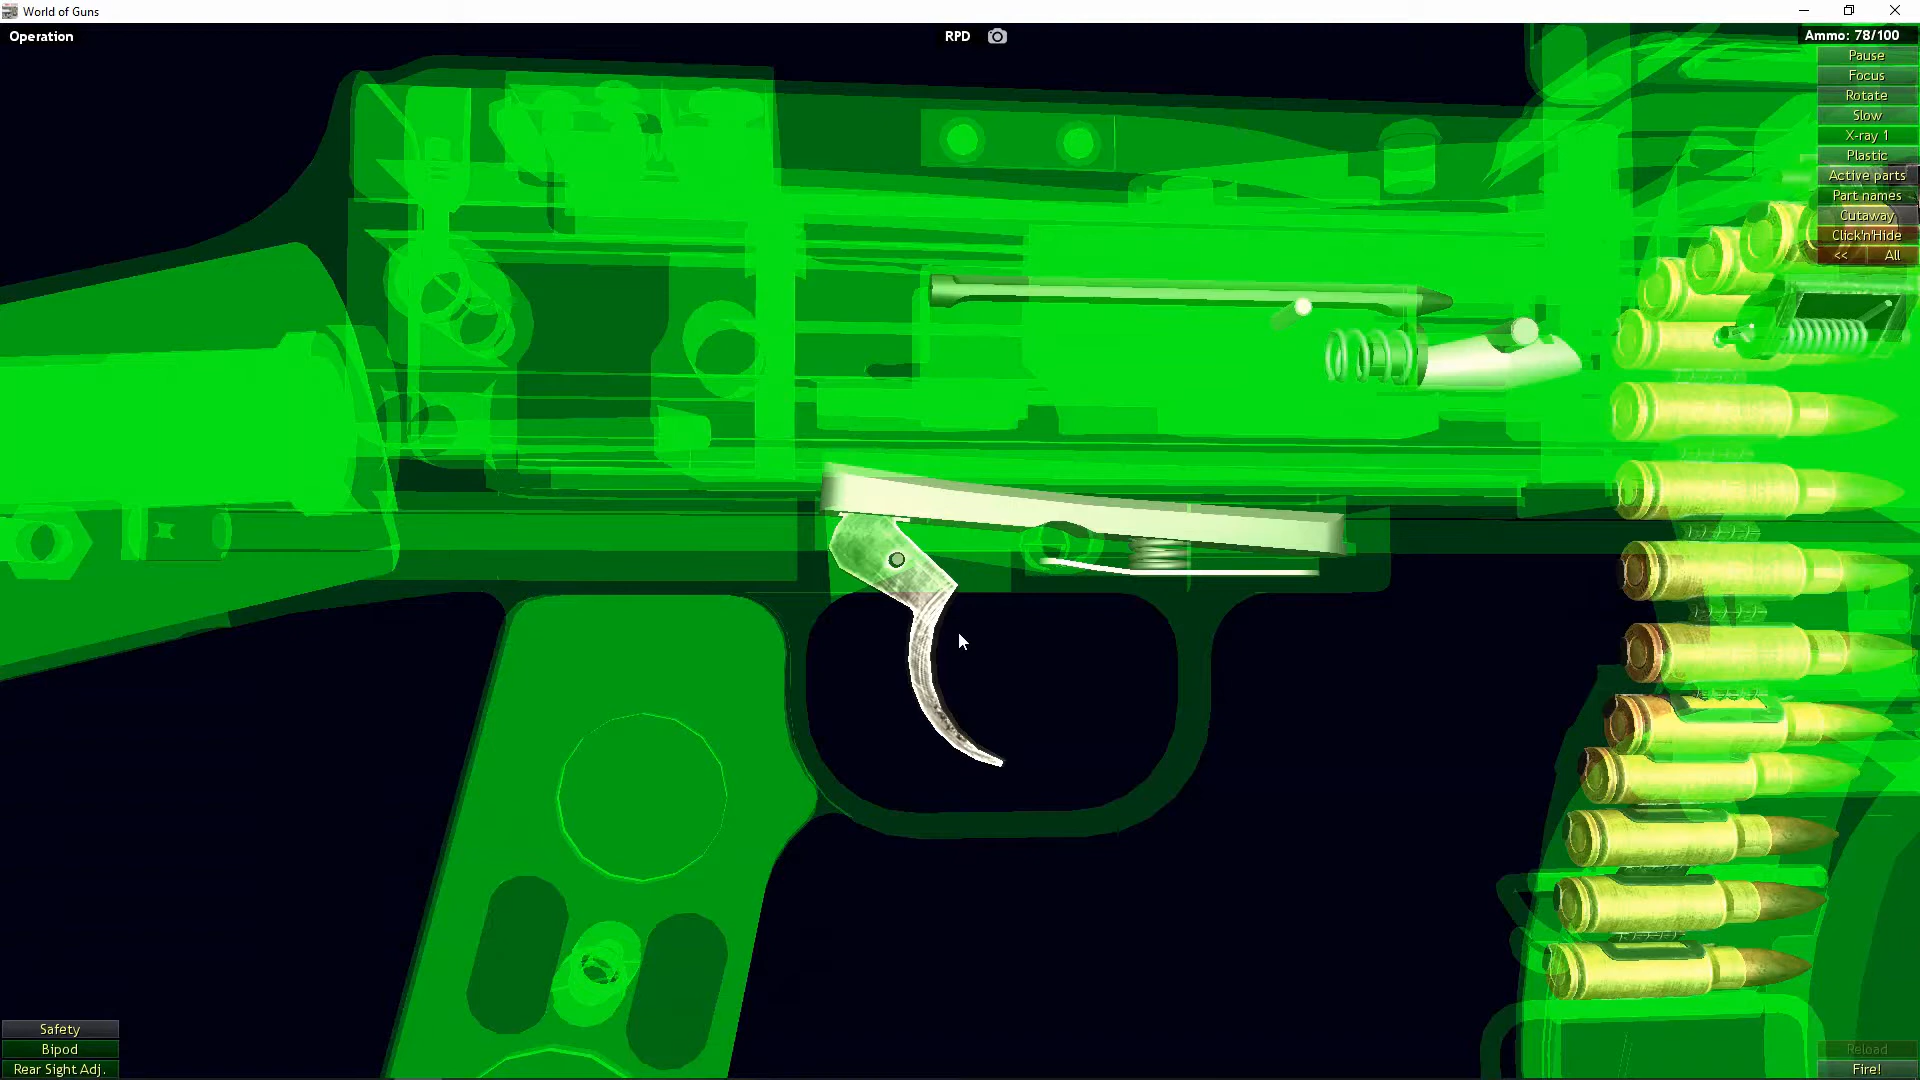 World of Guns
Operation
RPD
Ammo: 78/100
Pause
Focus
Rotate
Slow
X-ray 1
Plastic
Active parts
Part names
Cutaway
Click'n'Hide
<< All
Safety
Bipod
Rear Sight Adj.
Reload
Fire!